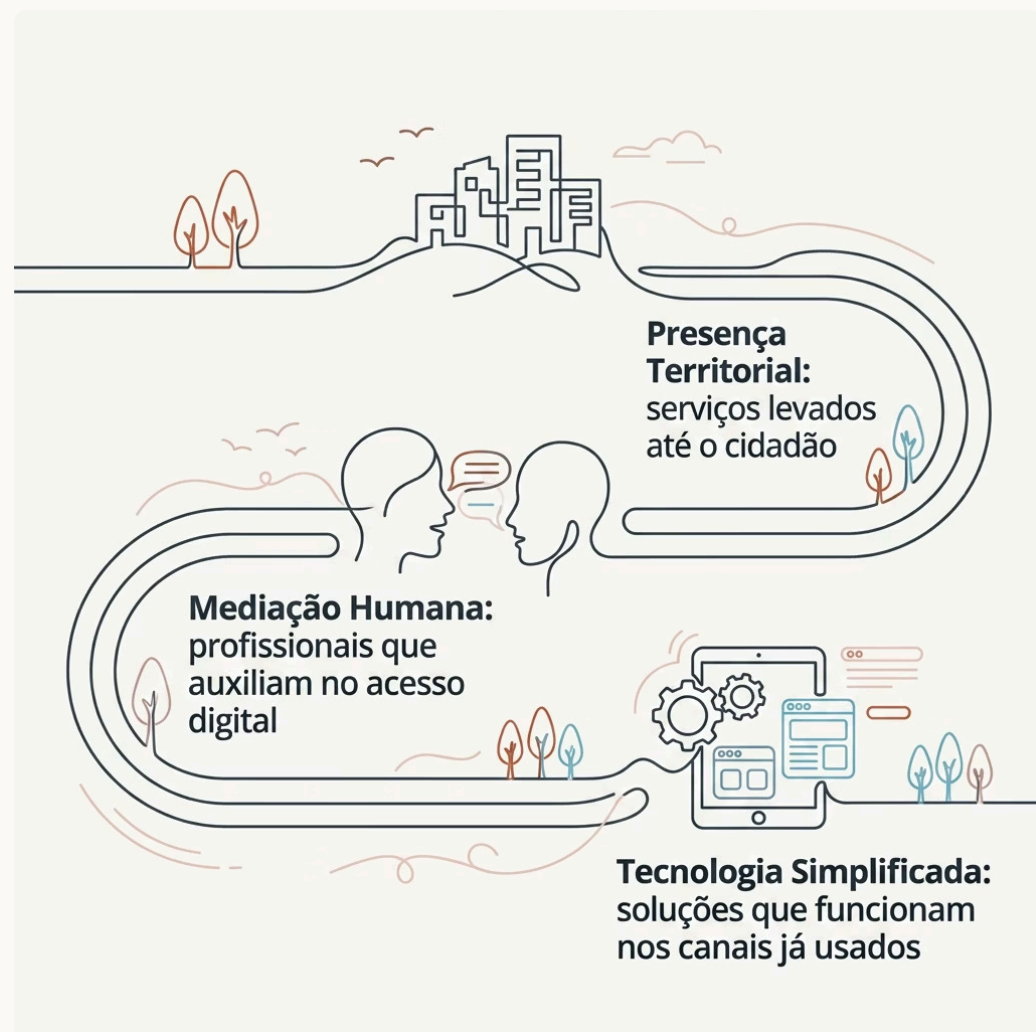 Presença
Territorial:
serviços levados
até o cidadão
Mediação Humana:
profissionais que
auxiliam no acesso
digital
Tecnologia Simplificada:
soluções que funcionam
nos canais já usados